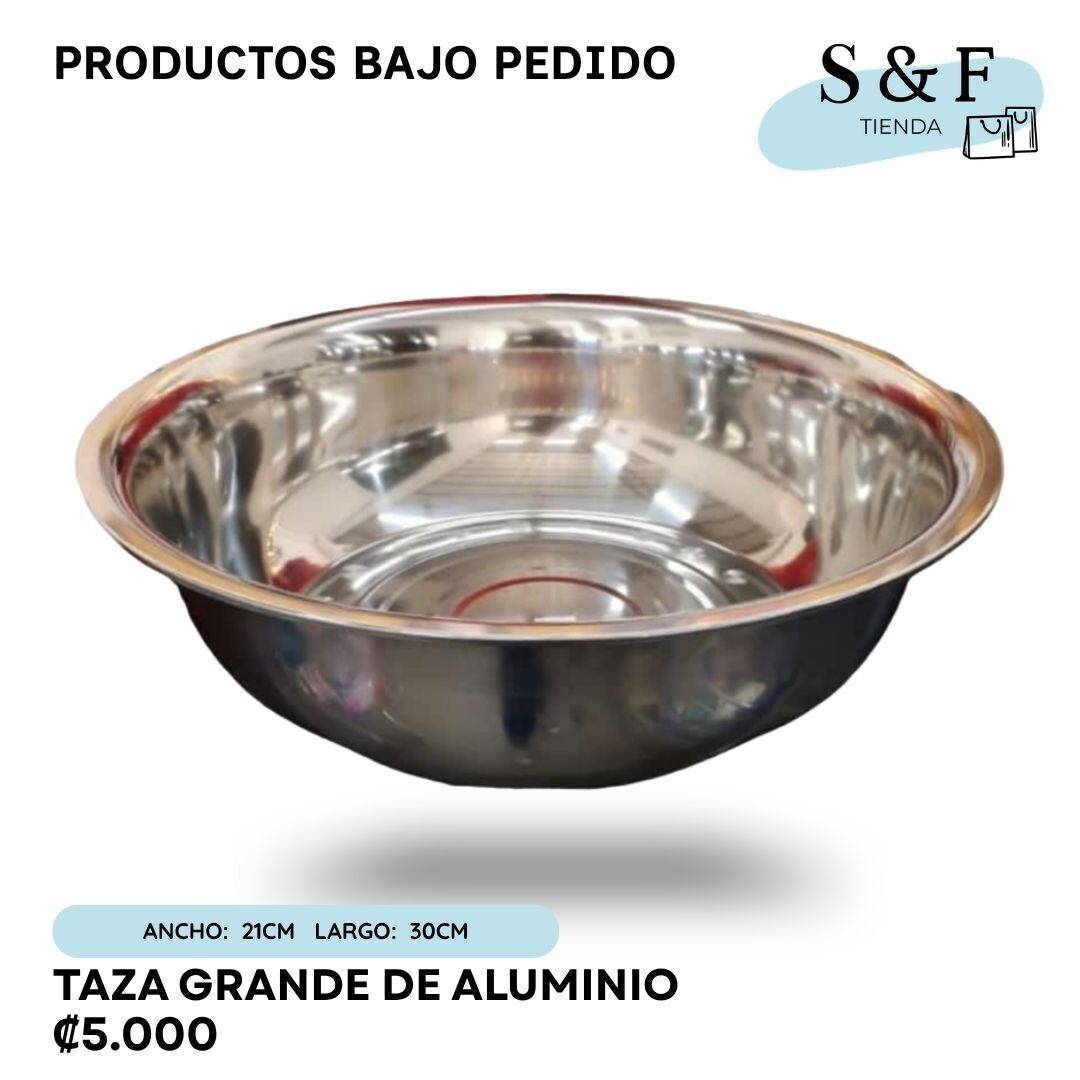 PRODUCTOS BAJO PEDIDO
S & F
TIENDA
ANCHO: 21CM LARGO: 30CM
TAZA GRANDE DE ALUMINIO
₡5.000